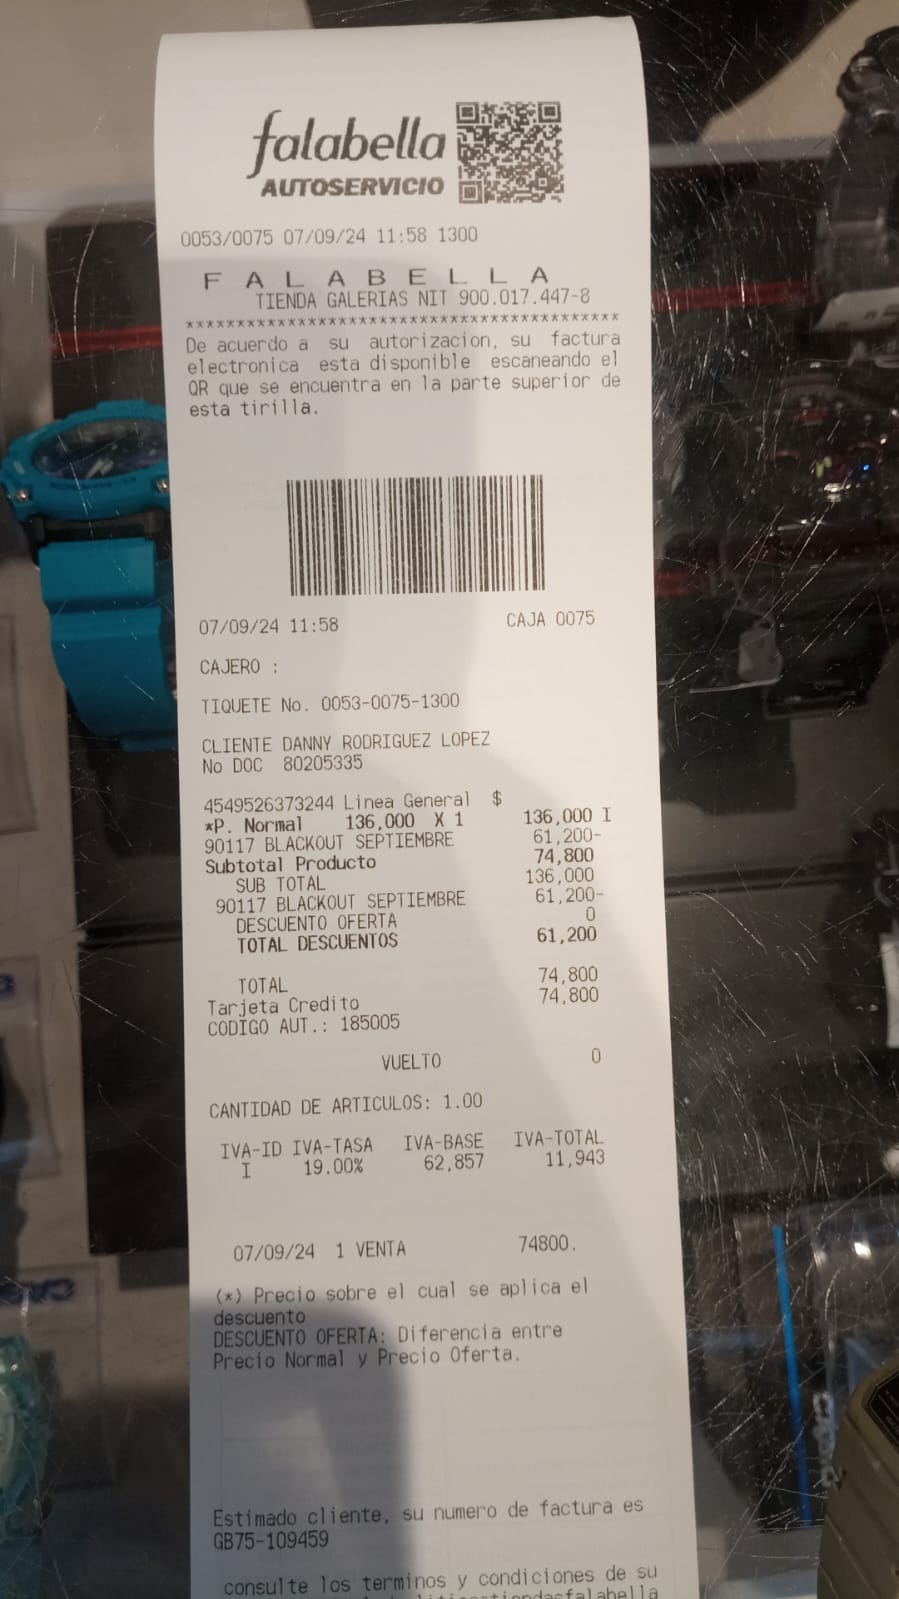 falabella
AUTOSERVICIO
0053/0075 07/09/24 11:58 1300
F A L A B E L L A
TIENDA GALERIAS NIT 900.017.447-8
*******************************************
De acuerdo a su autorizacion, su factura
electronica esta disponible escaneando el
QR que se encuentra en la parte superior de
esta tirilla.
07/09/24 11:58 CAJA 0075
CAJERO :
TIQUETE No. 0053-0075-1300
CLIENTE DANNY RODRIGUEZ LOPEZ
No DOC 80205335
4549526373244 Linea General $
*P. Normal 136,000 X 1 136,000 I
90117 BLACKOUT SEPTIEMBRE 61,200-
Subtotal Producto 74,800
SUB TOTAL 136,000
90117 BLACKOUT SEPTIEMBRE 61,200-
DESCUENTO OFERTA 0
TOTAL DESCUENTOS 61,200
TOTAL 74,800
Tarjeta Credito 74,800
CODIGO AUT.: 185005
VUELTO 0
CANTIDAD DE ARTICULOS: 1.00
IVA-ID IVA-TASA IVA-BASE IVA-TOTAL
I 19.00% 62,857 11,943
07/09/24 1 VENTA 74800.
(*) Precio sobre el cual se aplica el
descuento
DESCUENTO OFERTA: Diferencia entre
Precio Normal y Precio Oferta.
Estimado cliente, su numero de factura es
GB75-109459
consulte los terminos y condiciones de su